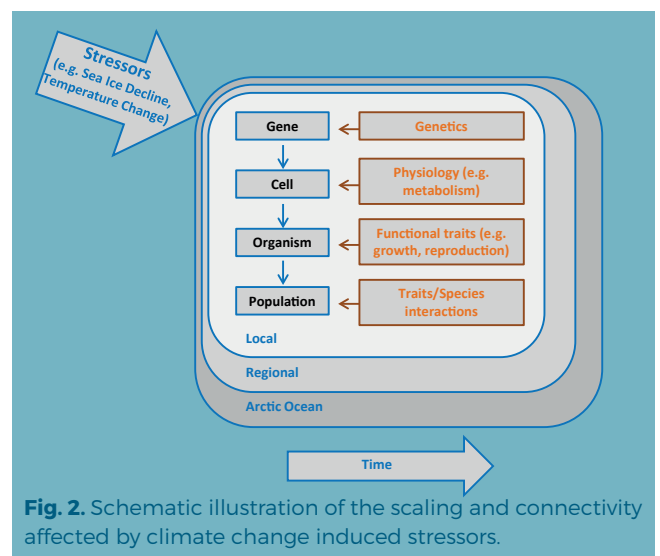 Stressors
(e.g. Sea Ice Decline,
Temperature Change)
Gene
Genetics
Cell
Physiology (e.g.
metabolism)
Organism
Functional traits (e.g.
growth, reproduction)
Population
Traits/Species
interactions
Local
Regional
Arctic Ocean
Time
Fig. 2. Schematic illustration of the scaling and connectivity
affected by climate change induced stressors.